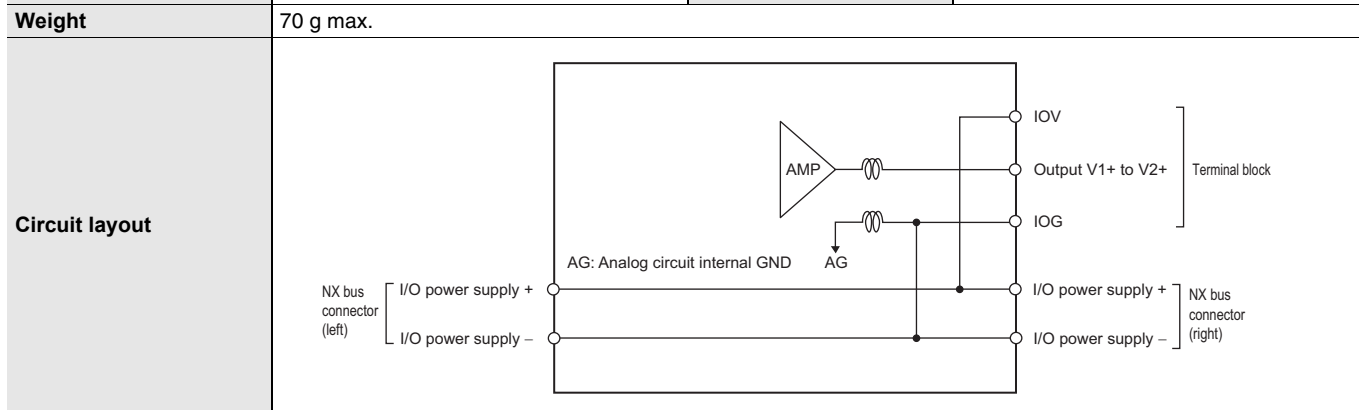 Weight
70 g max.
Circuit layout
IOV
AMP
Output V1+ to V2+
Terminal block
IOG
AG: Analog circuit internal GND
AG
NX bus
connector
(left)
I/O power supply +
I/O power supply −
I/O power supply +
I/O power supply −
NX bus
connector
(right)